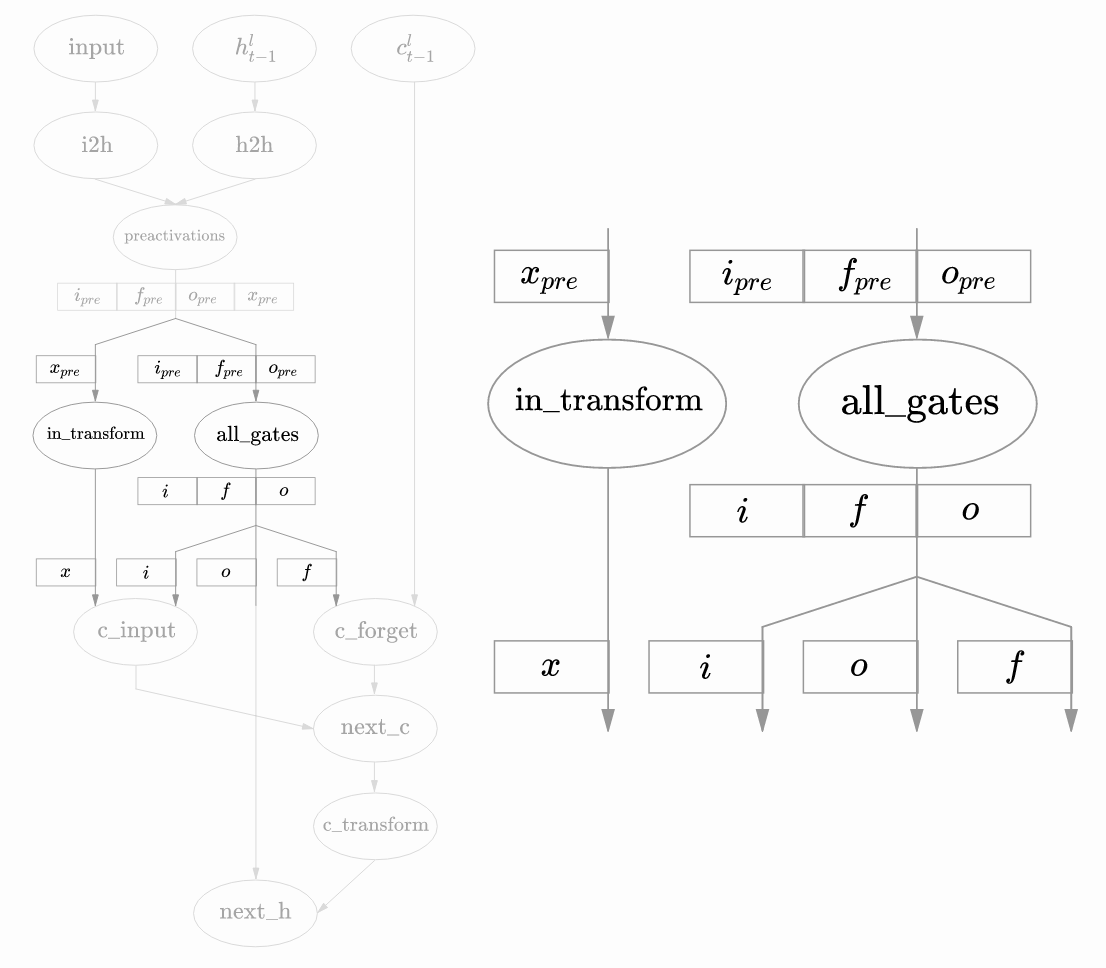 input h^l_{t−1} c^l_{t−1}
i2h h2h
preactivations
i_{pre} f_{pre} o_{pre} x_{pre}
x_{pre} i_{pre} f_{pre} o_{pre}
in_transform all_gates
i f o
x i o f
c_input c_forget
next_c
c_transform
next_h
x_{pre} i_{pre} f_{pre} o_{pre}
in_transform all_gates
i f o
x i o f